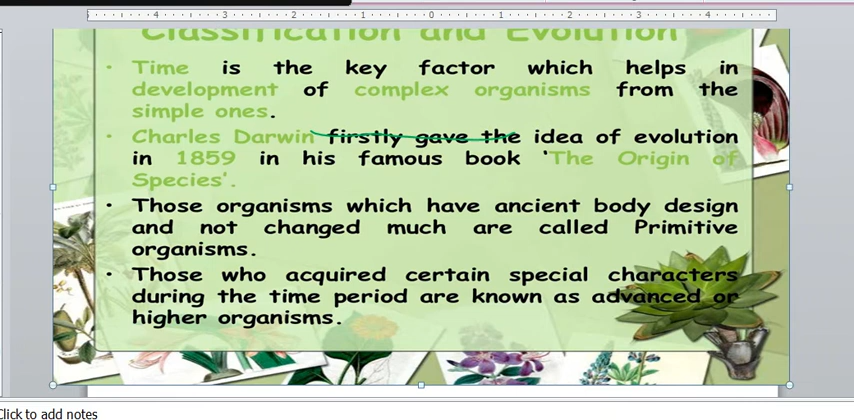 Classification and Evolution
• Time is the key factor which helps in
development of complex organisms from the
simple ones.
• Charles Darwin firstly gave the idea of evolution
in 1859 in his famous book 'The Origin of
Species'.
• Those organisms which have ancient body design
and not changed much are called Primitive
organisms.
• Those who acquired certain special characters
during the time period are known as advanced or
higher organisms.
Click to add notes